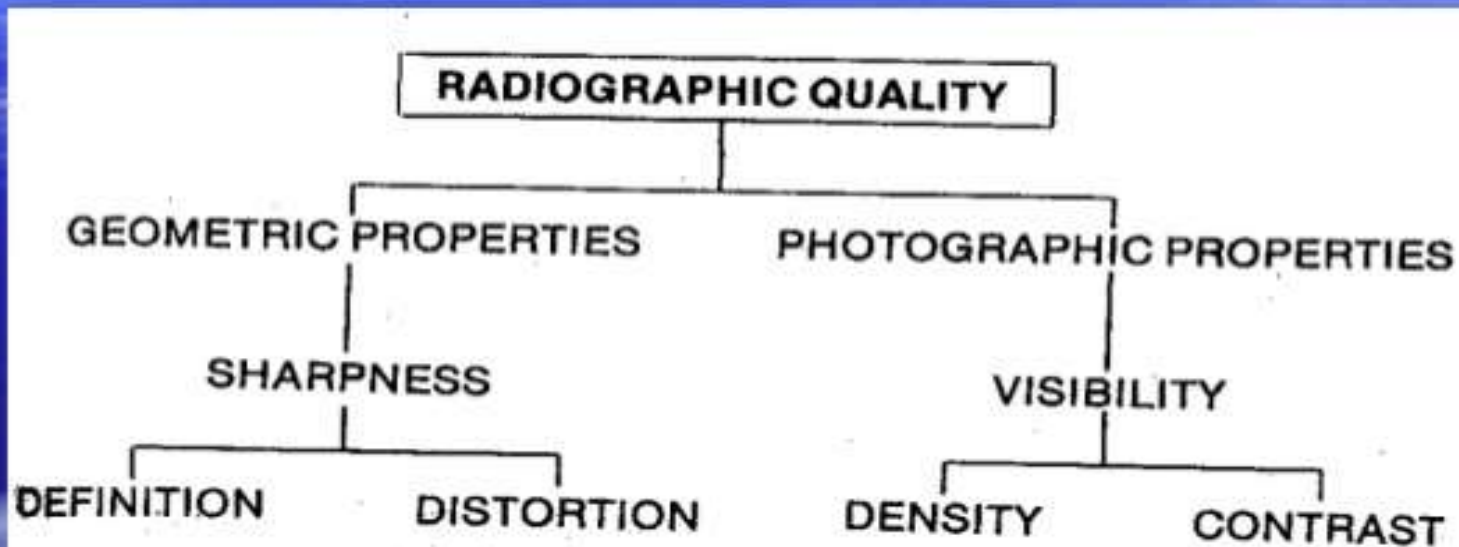 RADIOGRAPHIC QUALITY
GEOMETRIC PROPERTIES
PHOTOGRAPHIC PROPERTIES
SHARPNESS
VISIBILITY
DEFINITION
DISTORTION
DENSITY
CONTRAST